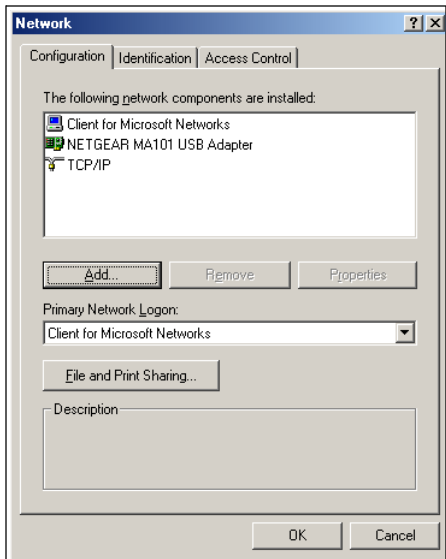 Network
Configuration Identification Access Control
The following network components are installed:
Client for Microsoft Networks
NETGEAR MA101 USB Adapter
TCP/IP
Add... Remove Properties
Primary Network Logon:
Client for Microsoft Networks
File and Print Sharing...
Description
OK Cancel